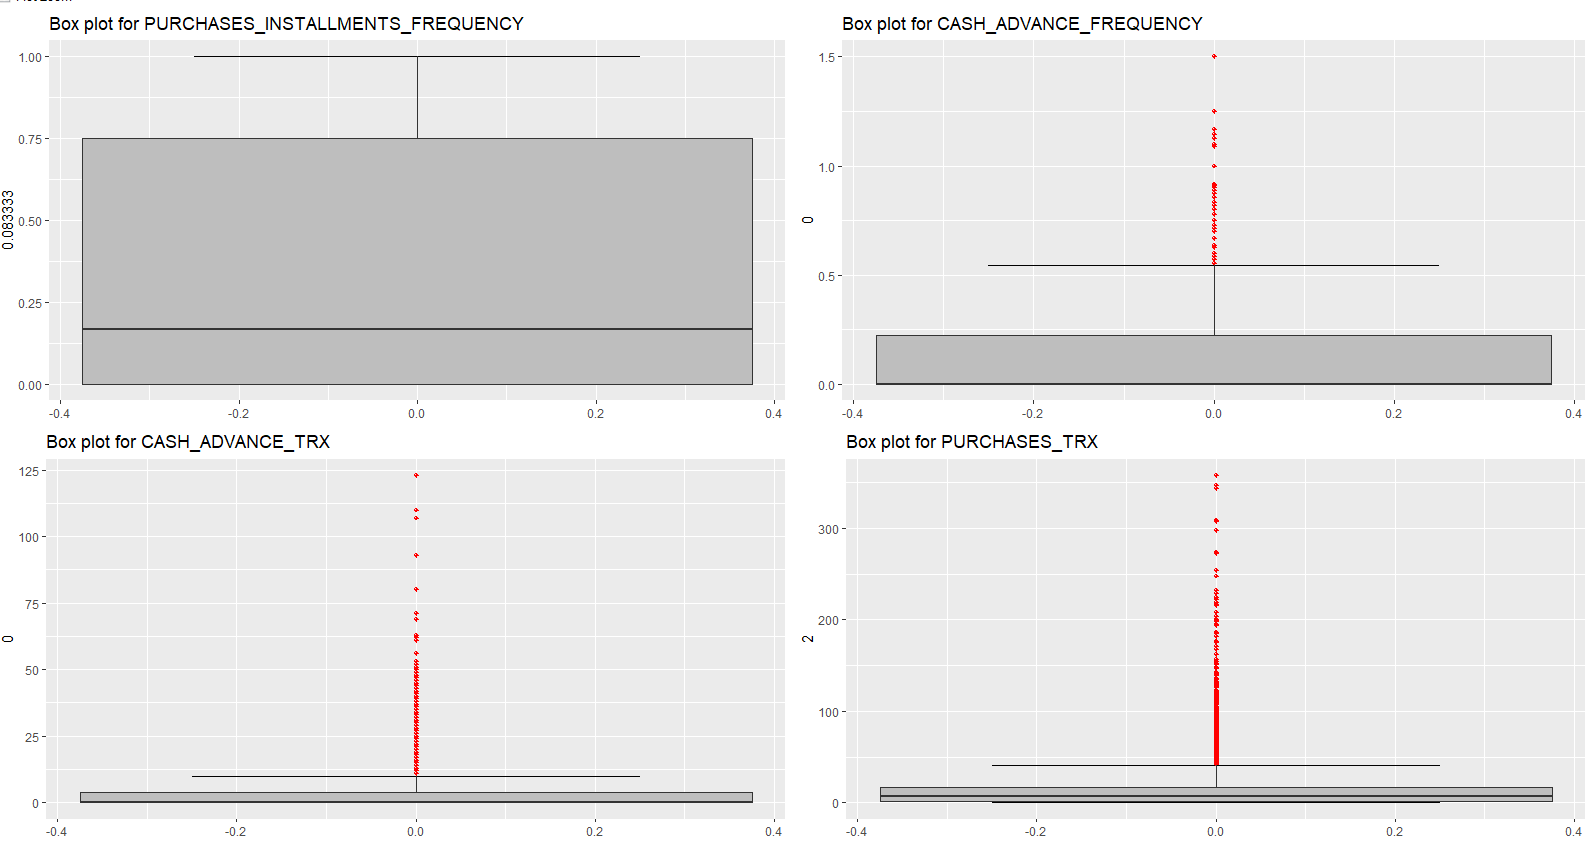 Box plot for PURCHASES_INSTALLMENTS_FREQUENCY
1.00
0.75
0.50
0.25
0.00
0.083333
-0.4 -0.2 0.0 0.2 0.4
Box plot for CASH_ADVANCE_FREQUENCY
1.5
1.0
0.5
0.0
0
-0.4 -0.2 0.0 0.2 0.4
Box plot for CASH_ADVANCE_TRX
125
100
75
50
25
0
0
-0.4 -0.2 0.0 0.2 0.4
Box plot for PURCHASES_TRX
300
200
100
0
2
-0.4 -0.2 0.0 0.2 0.4